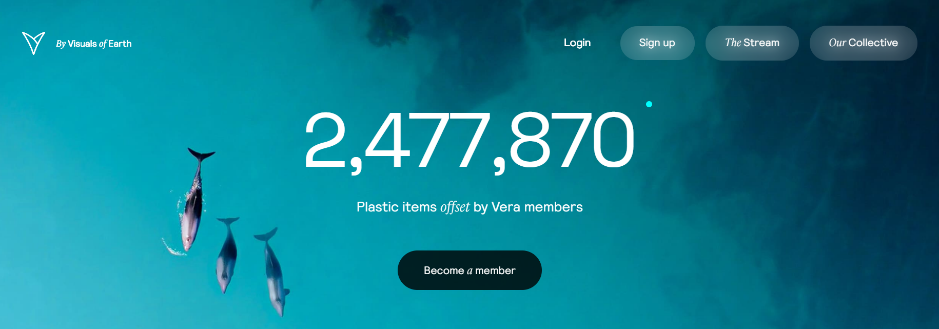 By Visuals of Earth
Login
Sign up
The Stream
Our Collective
2,477,870
Plastic items offset by Vera members
Become a member